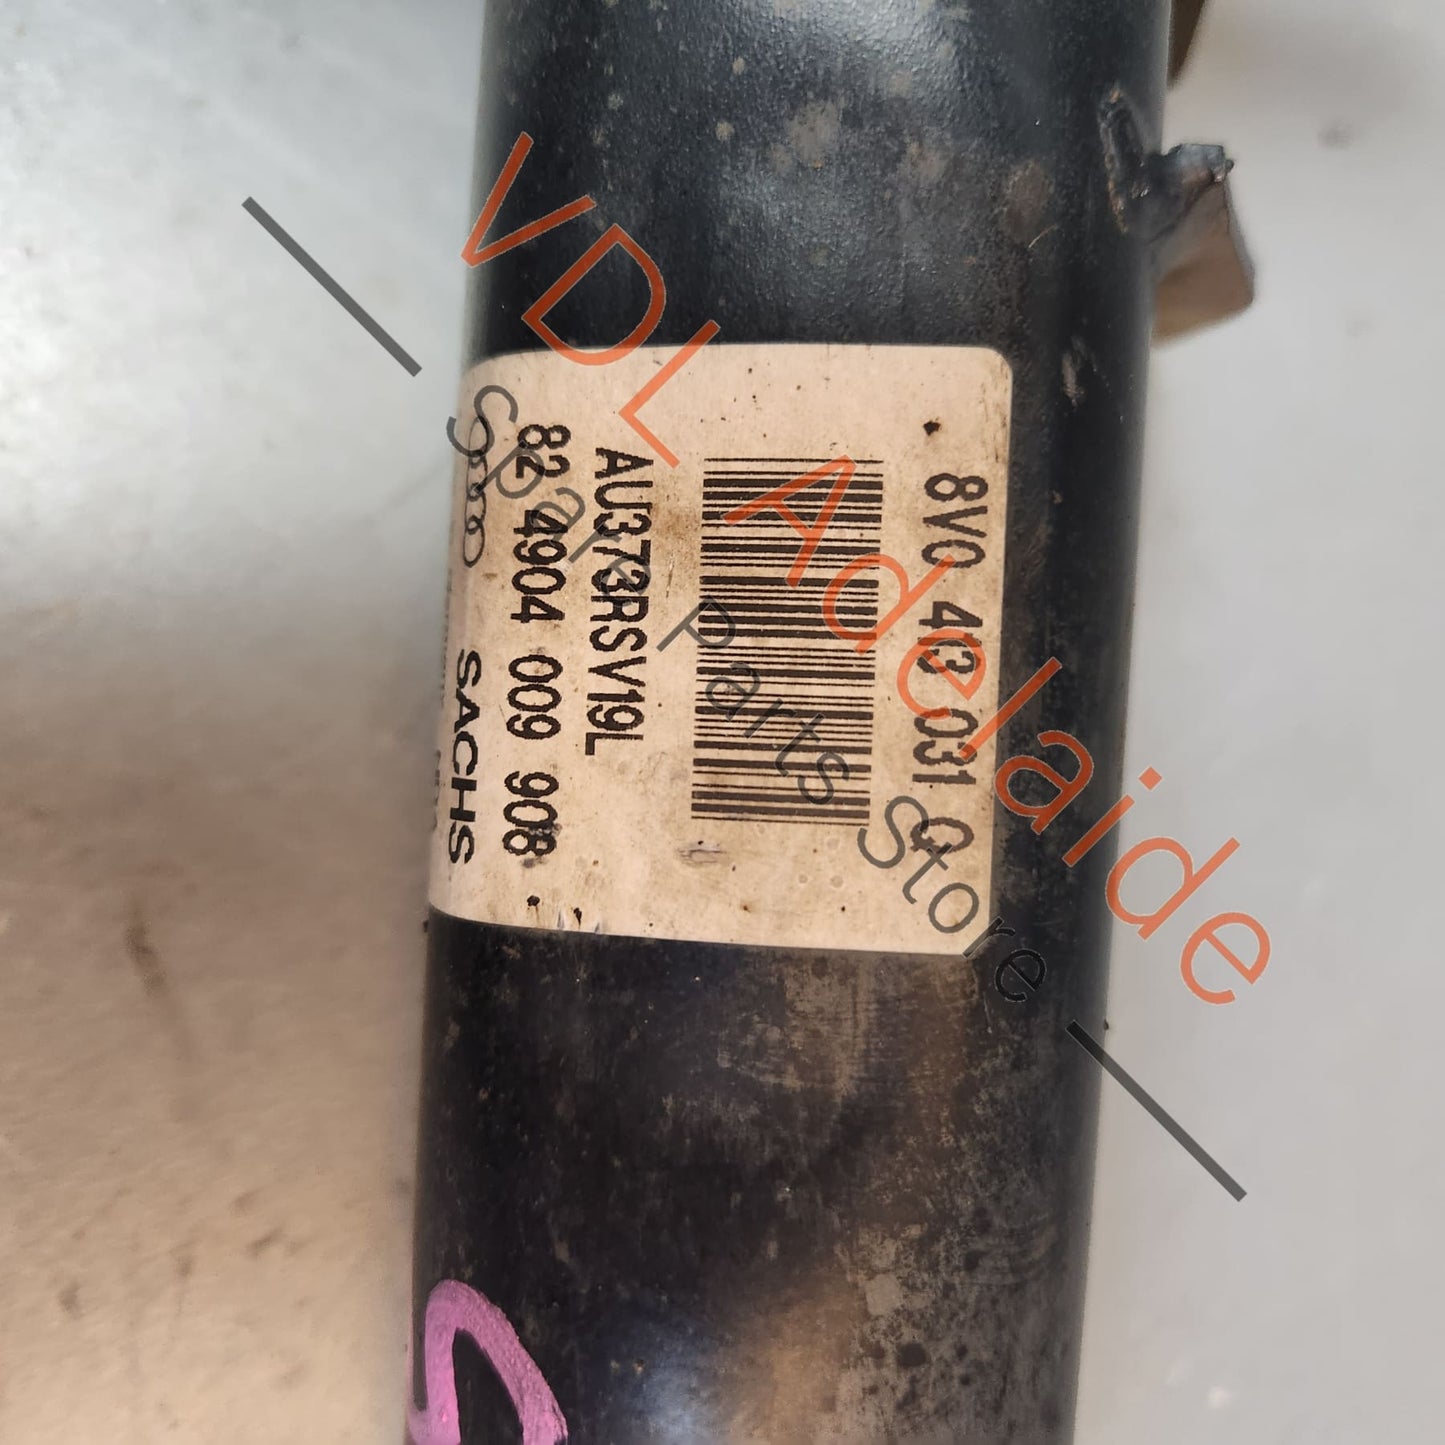 8V0 413 031 Q
AU373RSV19L
82 4904 009 908
SACHS
VDL Adelaide
Spare Parts Store